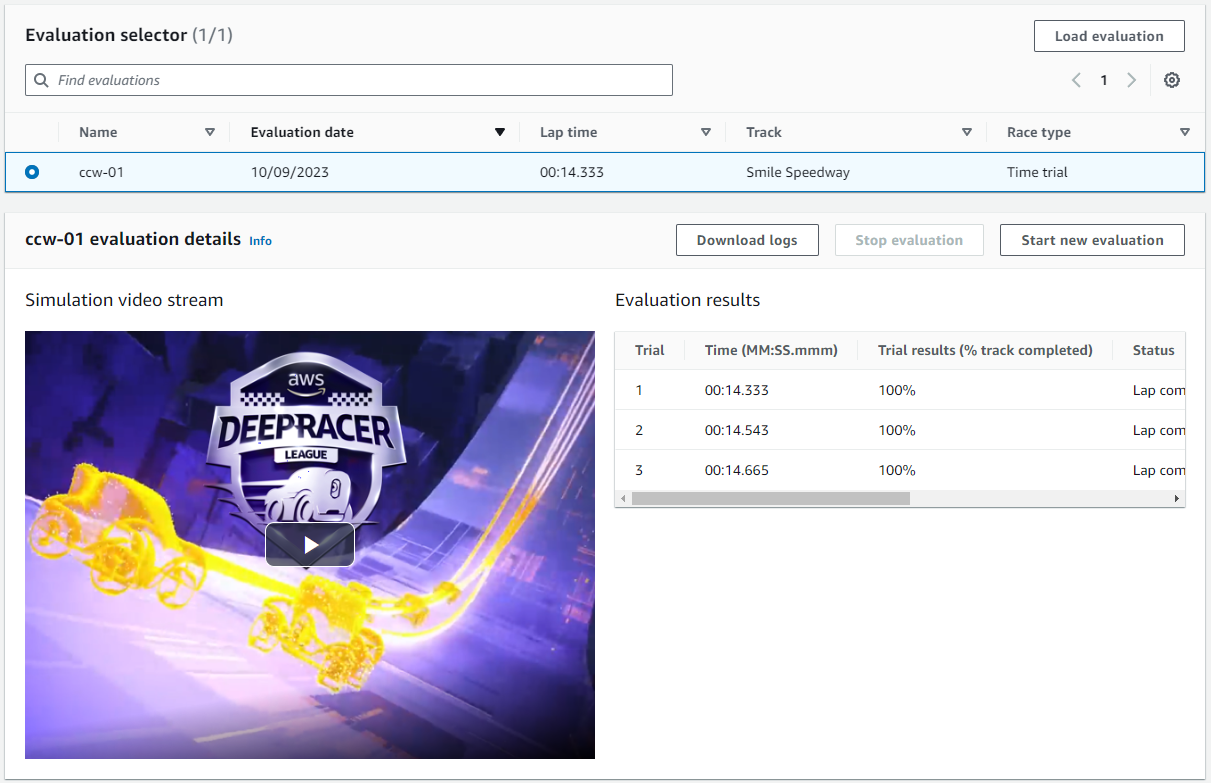 Evaluation selector (1/1)
Load evaluation
Find evaluations
1
Name Evaluation date Lap time Track Race type
ccw-01 10/09/2023 00:14.333 Smile Speedway Time trial
ccw-01 evaluation details Info
Download logs Stop evaluation Start new evaluation
Simulation video stream
aws
DEEPRACER
LEAGUE
Evaluation results
Trial Time (MM:SS.mmm) Trial results (% track completed) Status
1 00:14.333 100% Lap com
2 00:14.543 100% Lap com
3 00:14.665 100% Lap com